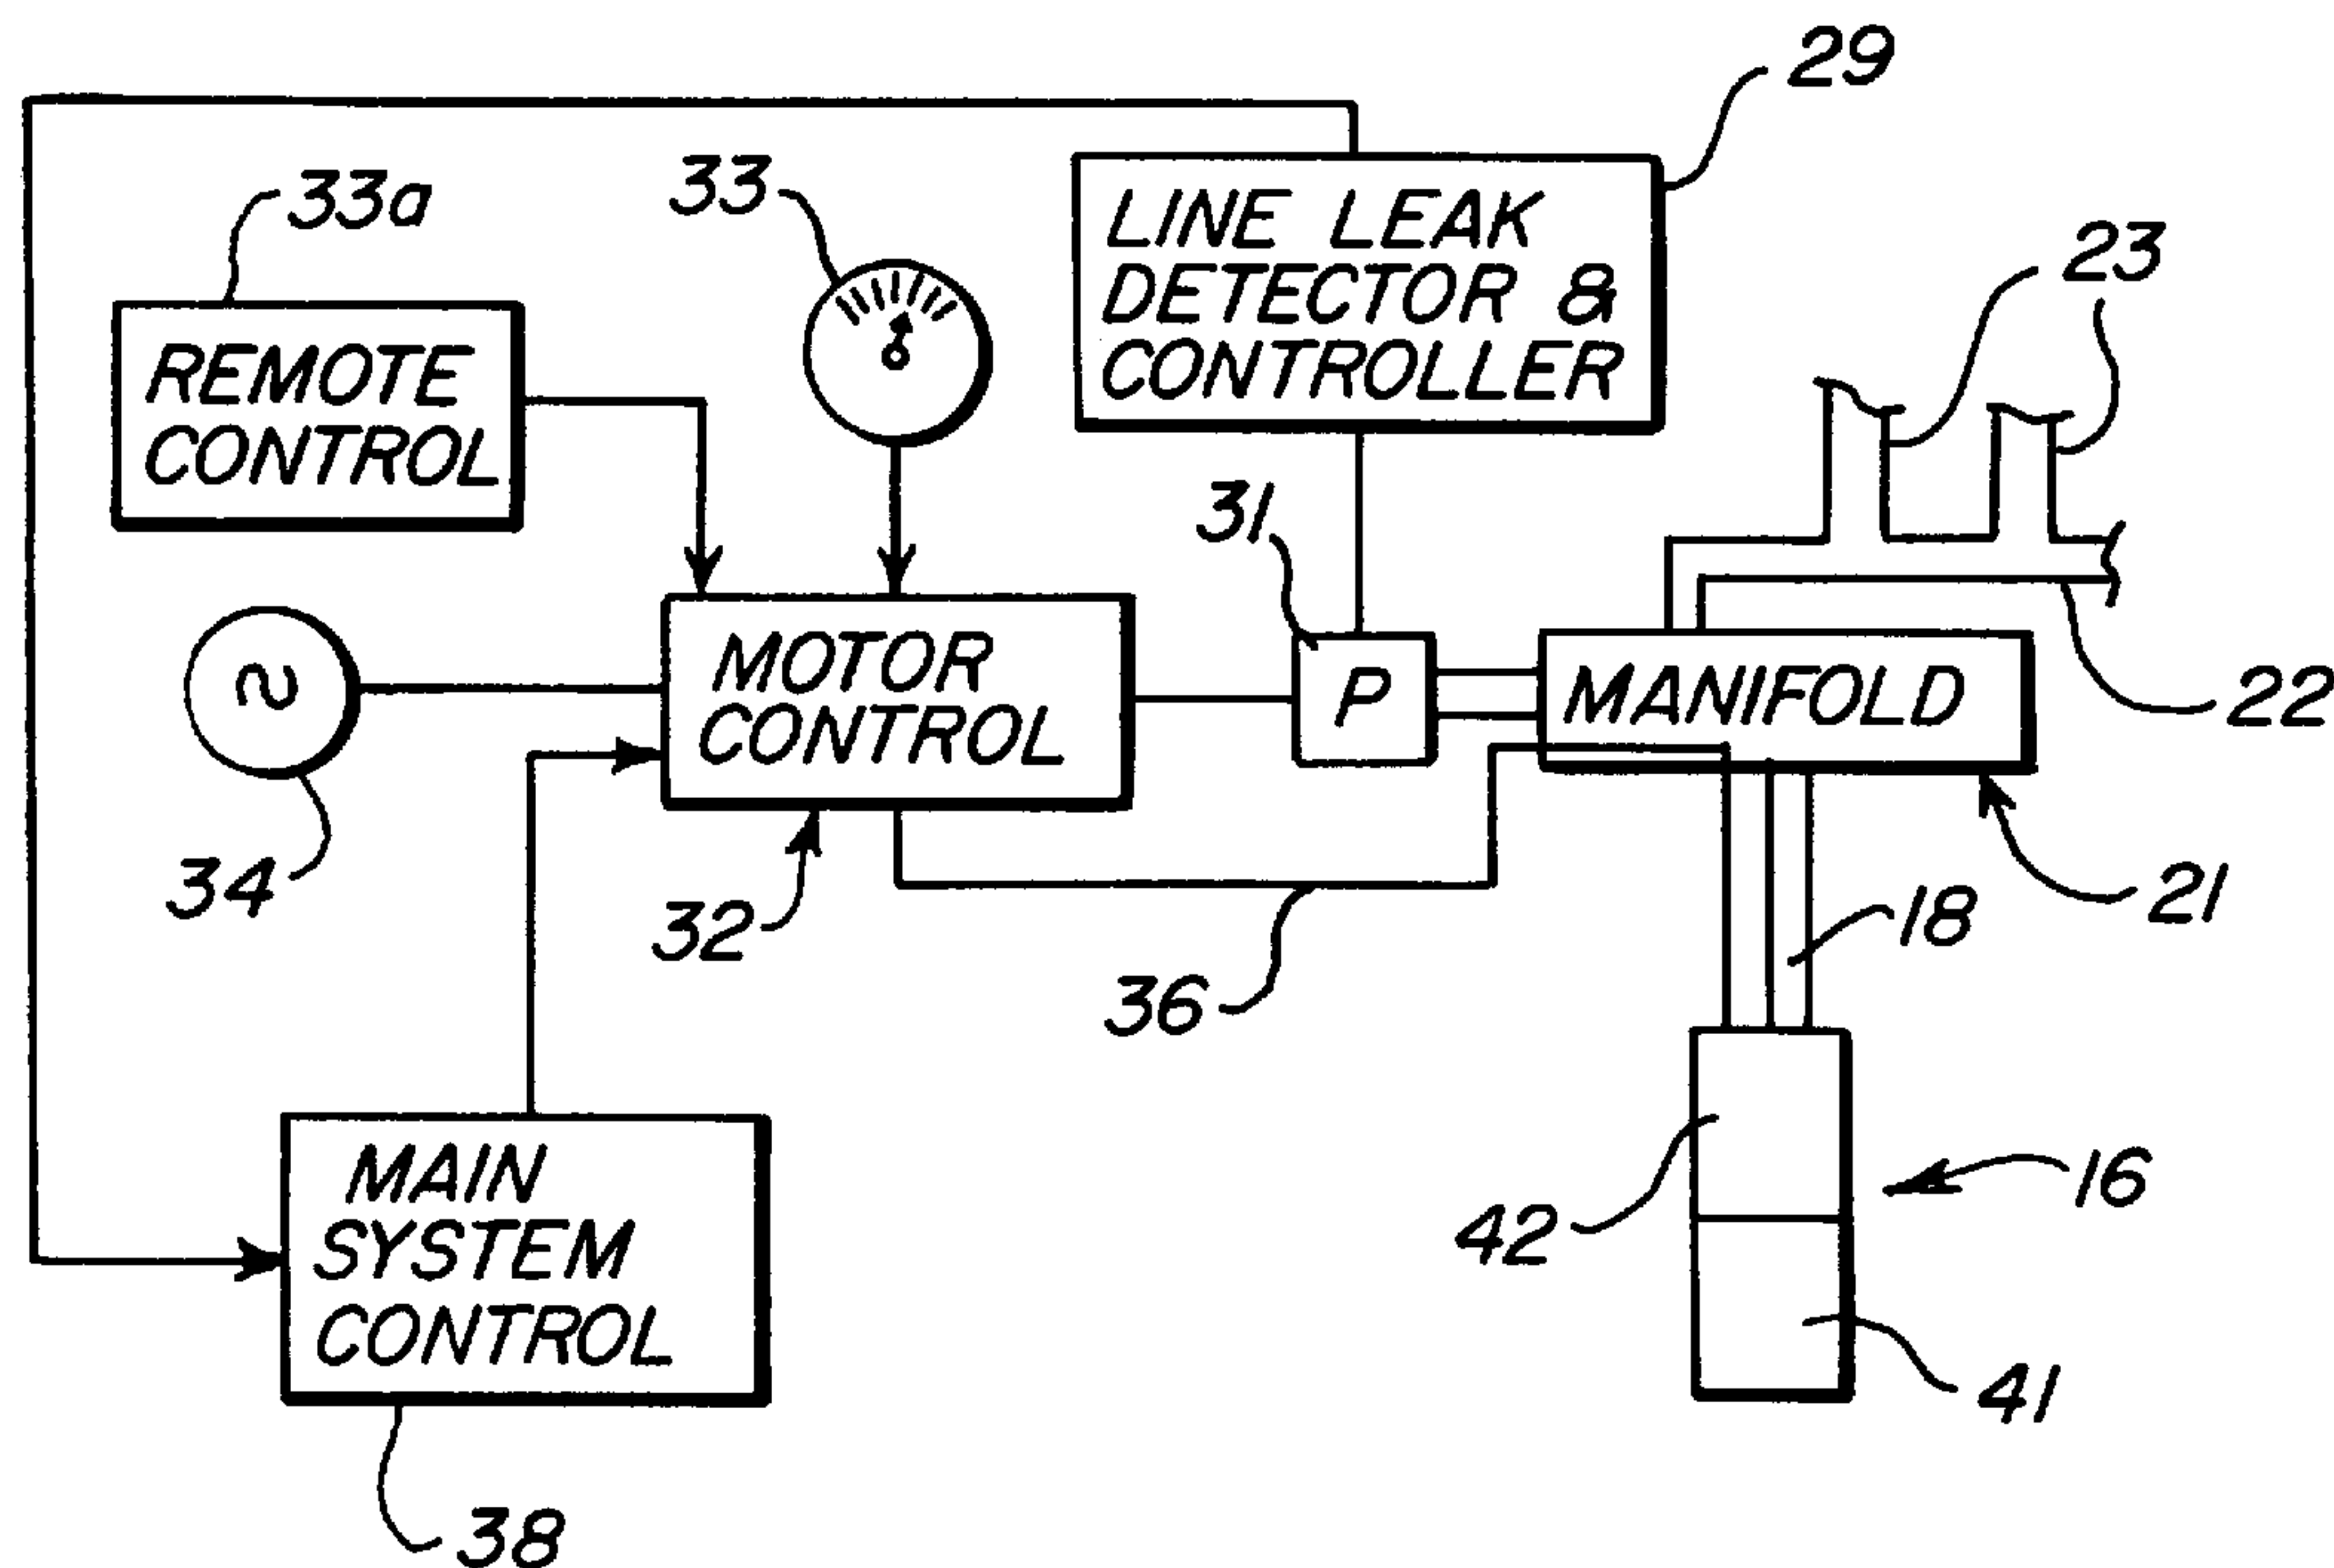 29
33
33a
LINE LEAK
DETECTOR &
CONTROLLER
23
REMOTE
CONTROL
31
MOTOR
CONTROL
P
MANIFOLD
22
34
32
21
18
36
MAIN
SYSTEM
CONTROL
16
42
41
38